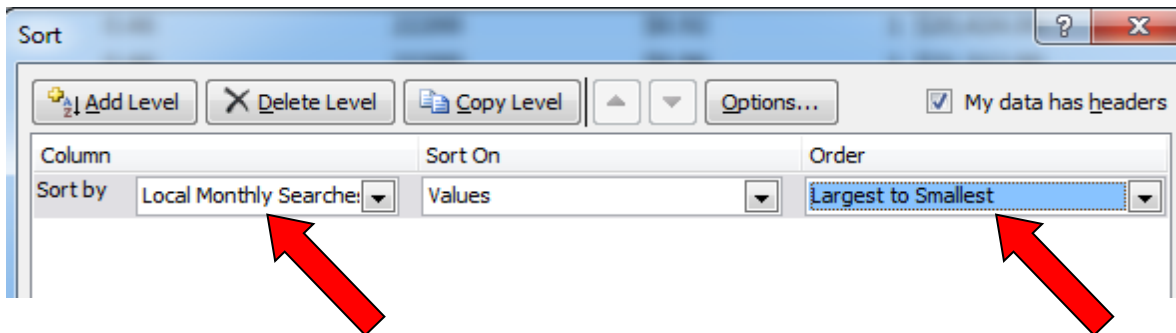 Sort
Add Level Delete Level Copy Level Options... My data has headers
Column Sort On Order
Sort by Local Monthly Searche Values Largest to Smallest